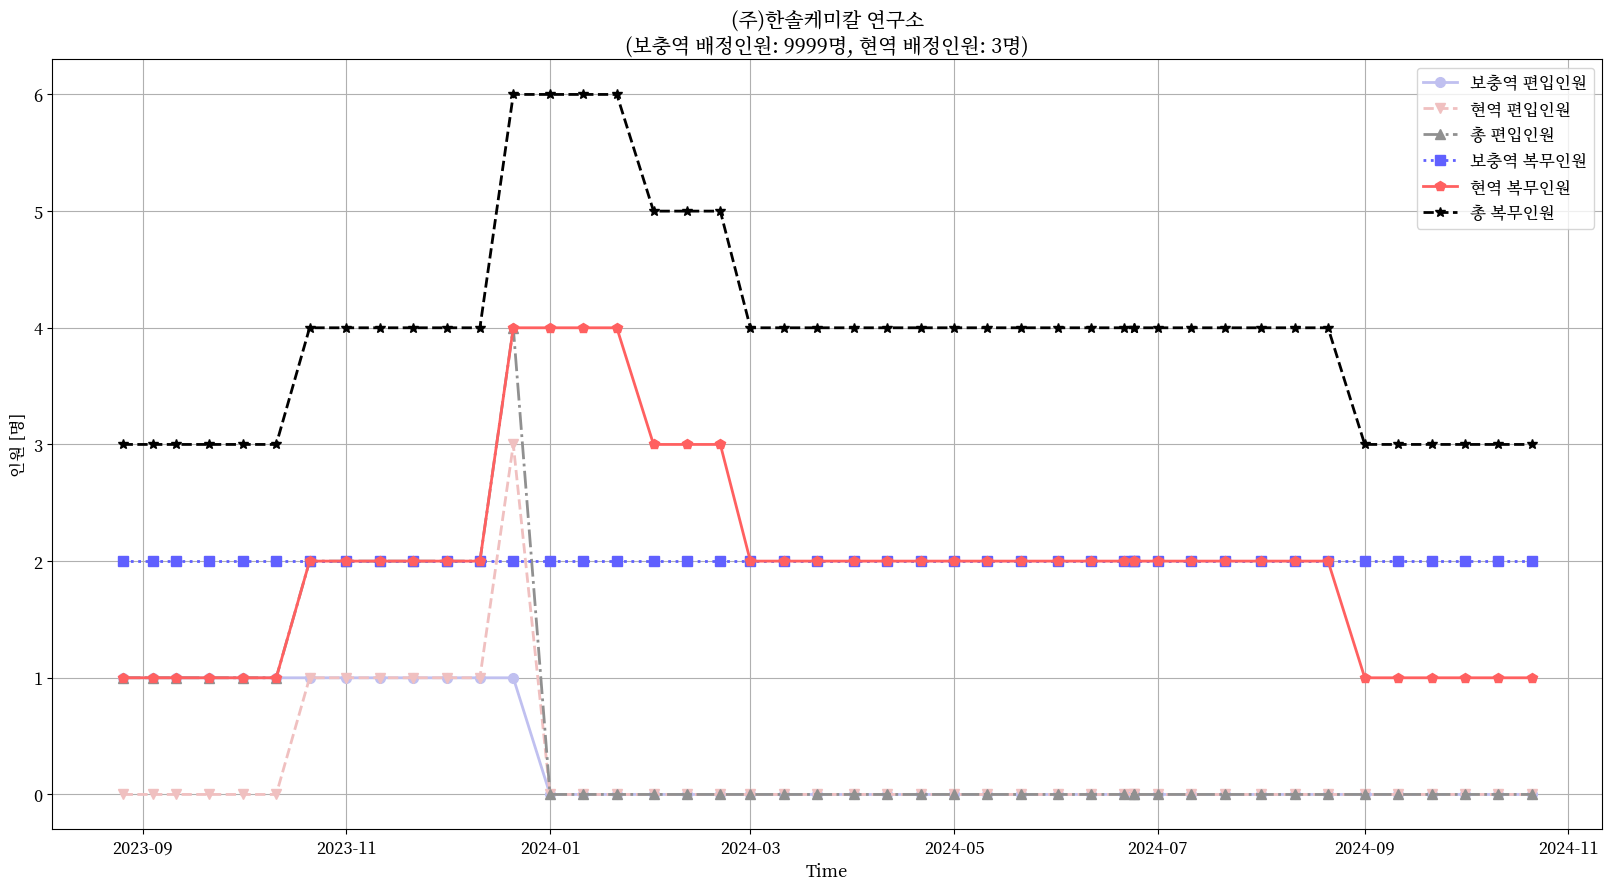 (주)한솔케미칼 연구소
(보충역 배정인원: 9999명, 현역 배정인원: 3명)
보충역 편입인원
현역 편입인원
총 편입인원
보충역 복무인원
현역 복무인원
총 복무인원
인원 [명]
6
5
4
3
2
1
0
2023-09
2023-11
2024-01
2024-03
2024-05
2024-07
2024-09
2024-11
Time